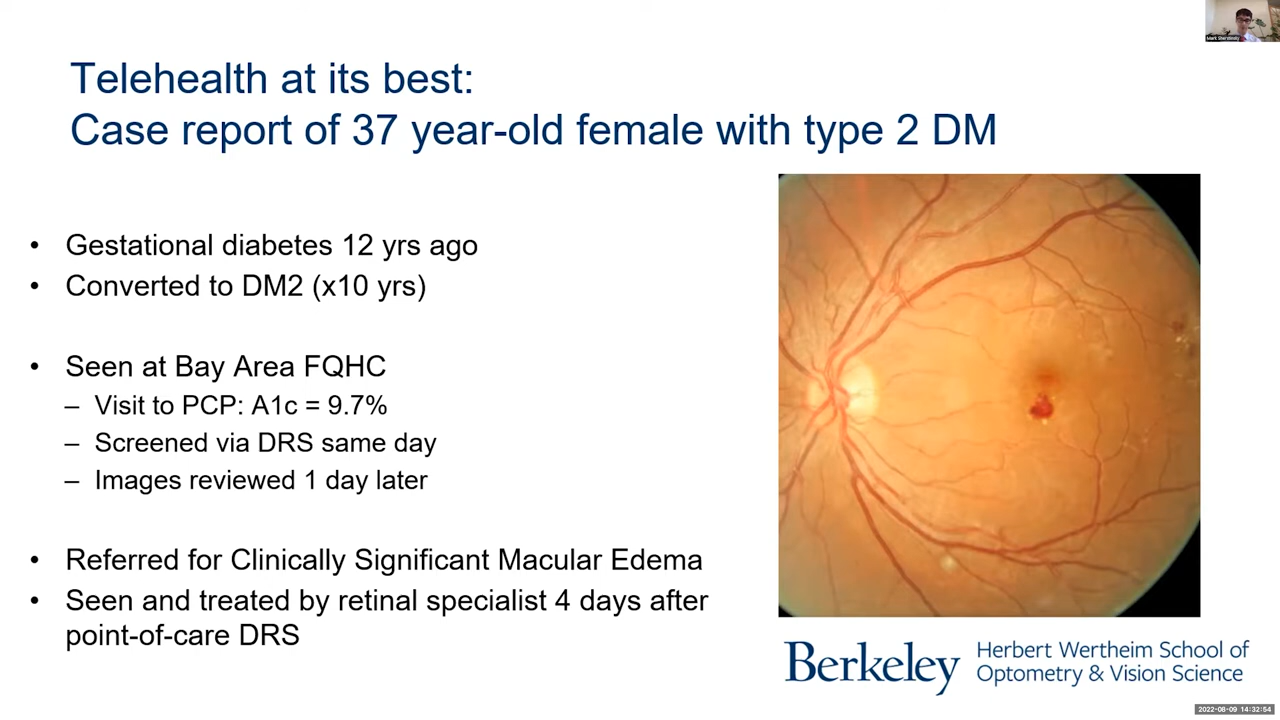 Telehealth at its best:
Case report of 37 year-old female with type 2 DM
• Gestational diabetes 12 yrs ago
• Converted to DM2 (x10 yrs)
• Seen at Bay Area FQHC
– Visit to PCP: A1c = 9.7%
– Screened via DRS same day
– Images reviewed 1 day later
• Referred for Clinically Significant Macular Edema
• Seen and treated by retinal specialist 4 days after
point-of-care DRS
Berkeley
Herbert Wertheim School of
Optometry & Vision Science
2022-08-09 14:32:54